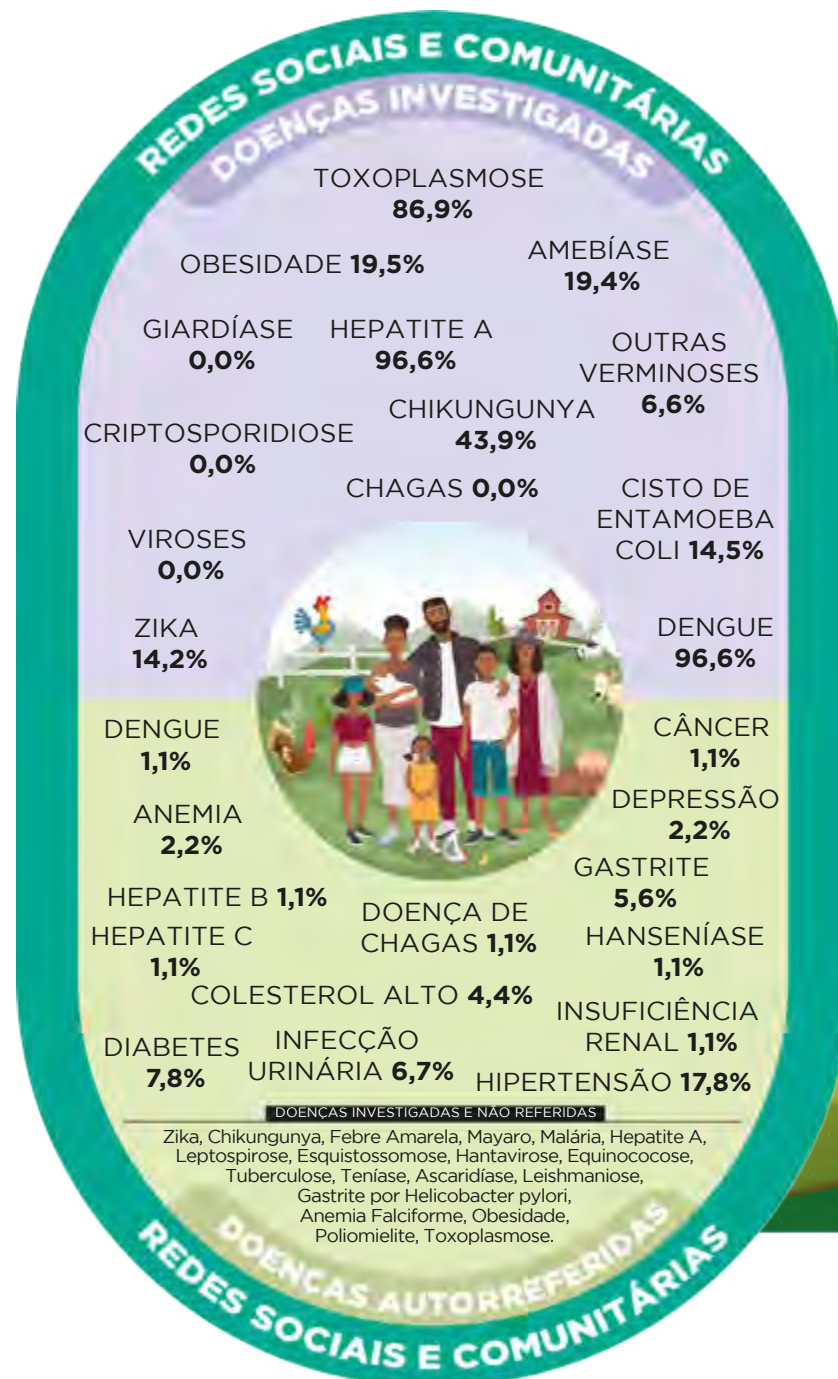 REDES SOCIAIS E COMUNITÁRIAS
DOENÇAS INVESTIGADAS
TOXOPLASMOSE
86,9%
OBESIDADE 19,5%
AMEBÍASE
19,4%
GIARDÍASE
0,0%
HEPATITE A
96,6%
OUTRAS
VERMINOSES
6,6%
CHIKUNGUNYA
43,9%
CRIPTOSPORIDIOSE
0,0%
CHAGAS 0,0%
CISTO DE
ENTAMOEBA
COLI 14,5%
VIROSES
0,0%
ZIKA
14,2%
DENGUE
96,6%
DENGUE
1,1%
CÂNCER
1,1%
ANEMIA
2,2%
DEPRESSÃO
2,2%
GASTRITE
5,6%
HEPATITE B 1,1%
DOENÇA DE
CHAGAS 1,1%
HEPATITE C
1,1%
HANSENÍASE
1,1%
COLESTEROL ALTO 4,4%
INSUFICIÊNCIA
RENAL 1,1%
DIABETES
7,8%
INFECÇÃO
URINÁRIA 6,7%
HIPERTENSÃO 17,8%
DOENÇAS INVESTIGADAS E NÃO REFERIDAS
Zika, Chikungunya, Febre Amarela, Mayaro, Malária, Hepatite A,
Leptospirose, Esquistossomose, Hantavirose, Equinococose,
Tuberculose, Teníase, Ascaridíase, Leishmaniose,
Gastrite por Helicobacter pylori,
Anemia Falciforme, Obesidade,
Poliomielite, Toxoplasmose.
DOENÇAS AUTORREFERIDAS
REDES SOCIAIS E COMUNITÁRIAS